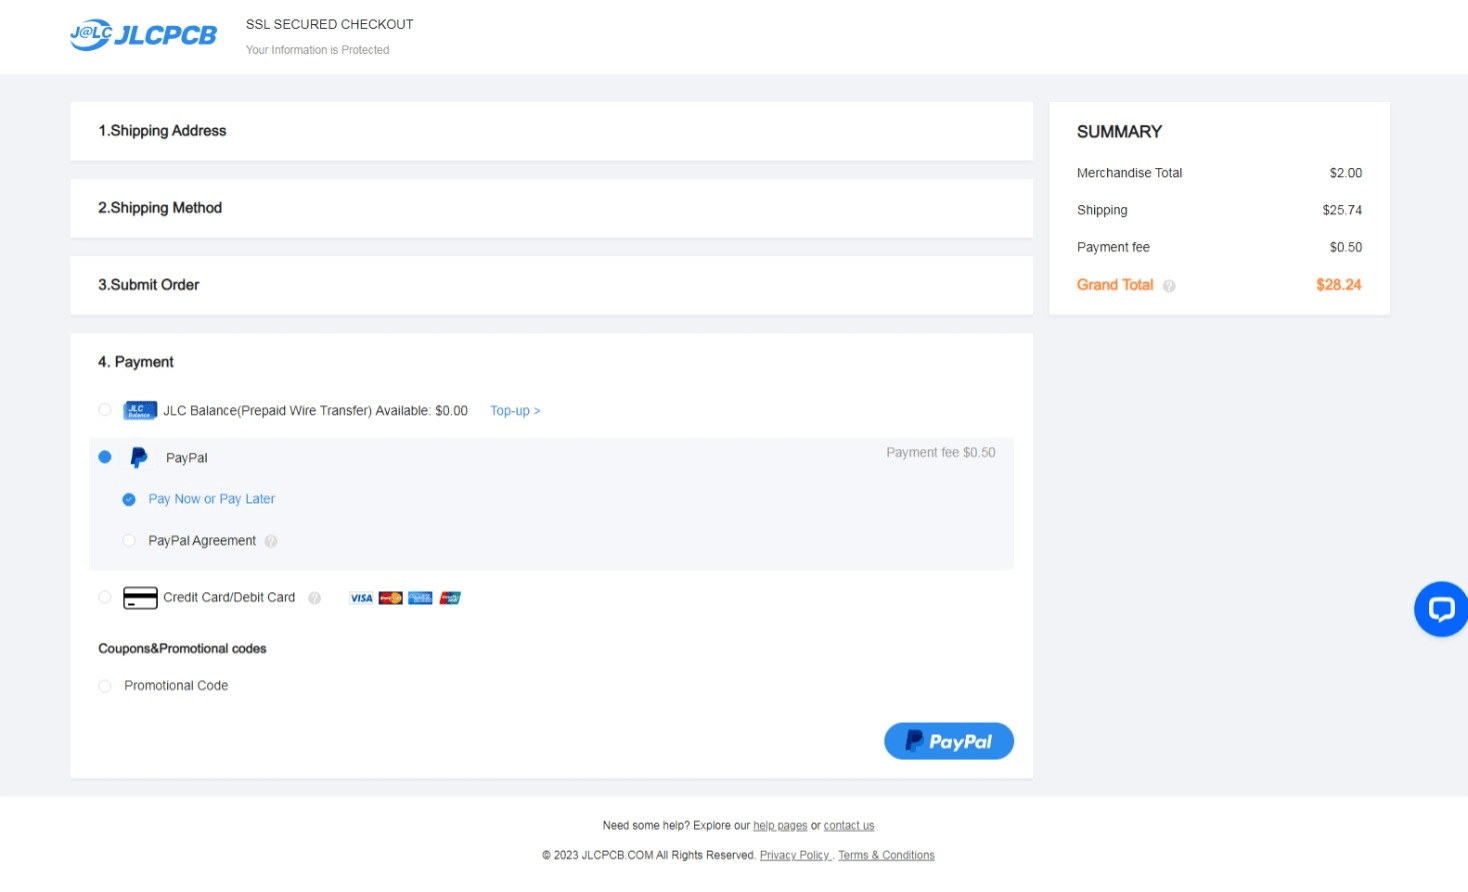 J@LC JLCPCB
SSL SECURED CHECKOUT
Your Information is Protected
1.Shipping Address
2.Shipping Method
3.Submit Order
SUMMARY
Merchandise Total $2.00
Shipping $25.74
Payment fee $0.50
Grand Total ? $28.24
4. Payment
JLC Balance JLC Balance(Prepaid Wire Transfer) Available: $0.00 Top-up >
PayPal Payment fee $0.50
Pay Now or Pay Later
PayPal Agreement ?
Credit Card/Debit Card ? VISA
Coupons&Promotional codes
Promotional Code
PayPal
Need some help? Explore our help pages or contact us
© 2023 JLCPCB.COM All Rights Reserved. Privacy Policy . Terms & Conditions